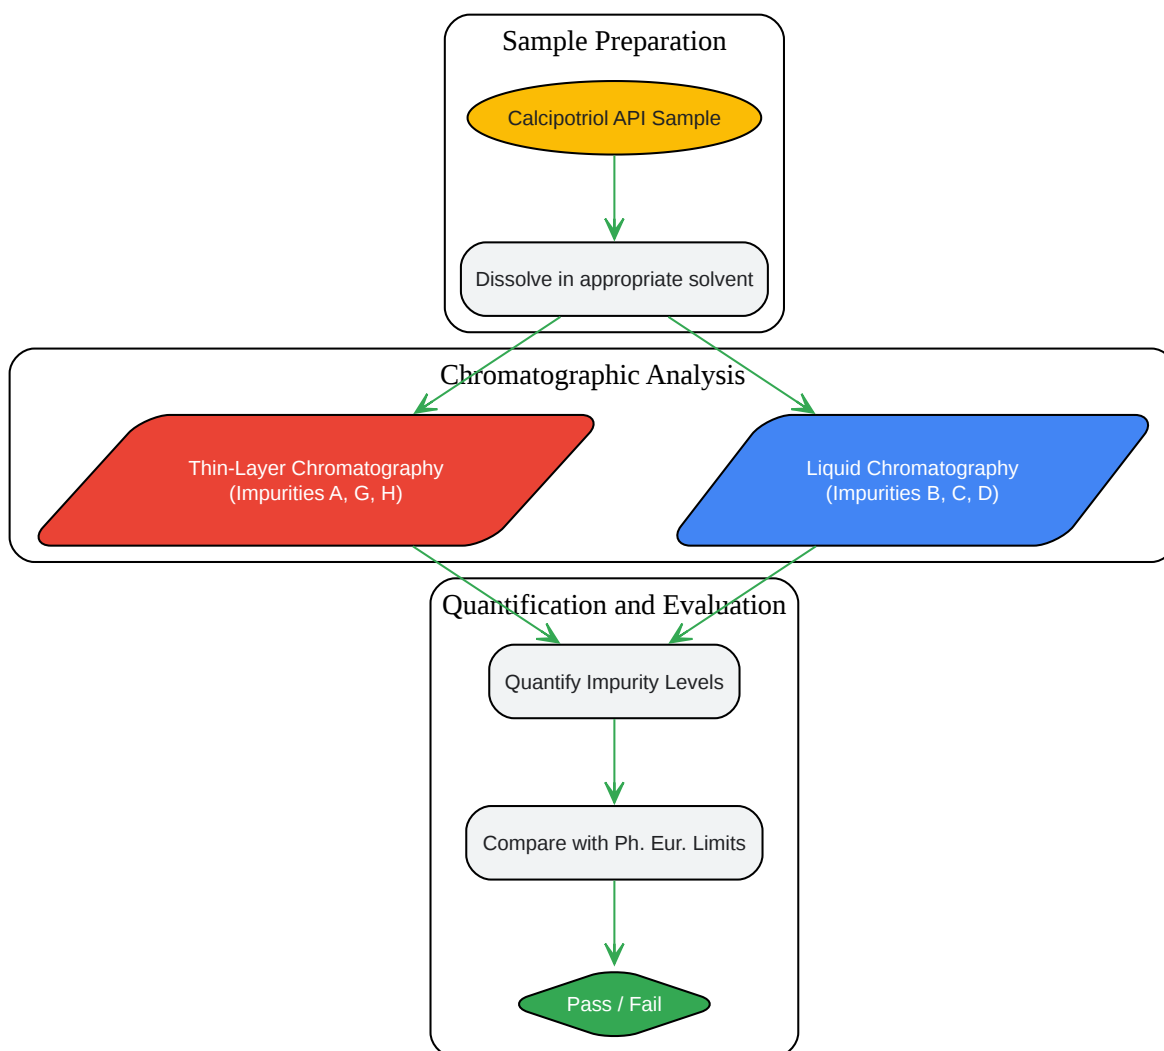 Sample Preparation
Calcipotriol API Sample
Dissolve in appropriate solvent
Chromatographic Analysis
Thin-Layer Chromatography
(Impurities A, G, H)
Liquid Chromatography
(Impurities B, C, D)
Quantification and Evaluation
Quantify Impurity Levels
Compare with Ph. Eur. Limits
Pass / Fail